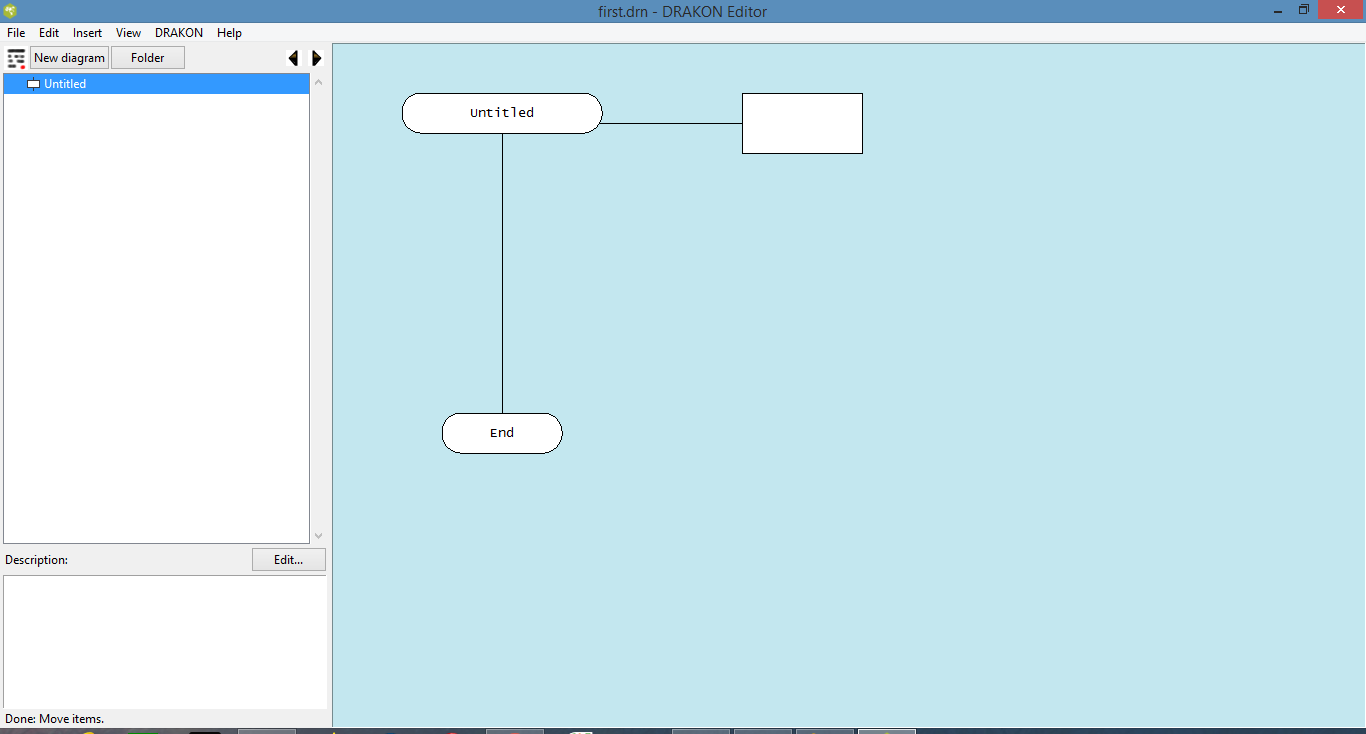 first.drn - DRAKON Editor
File Edit Insert View DRAKON Help
New diagram Folder
Untitled
Untitled
End
Description: Edit...
Done: Move items.